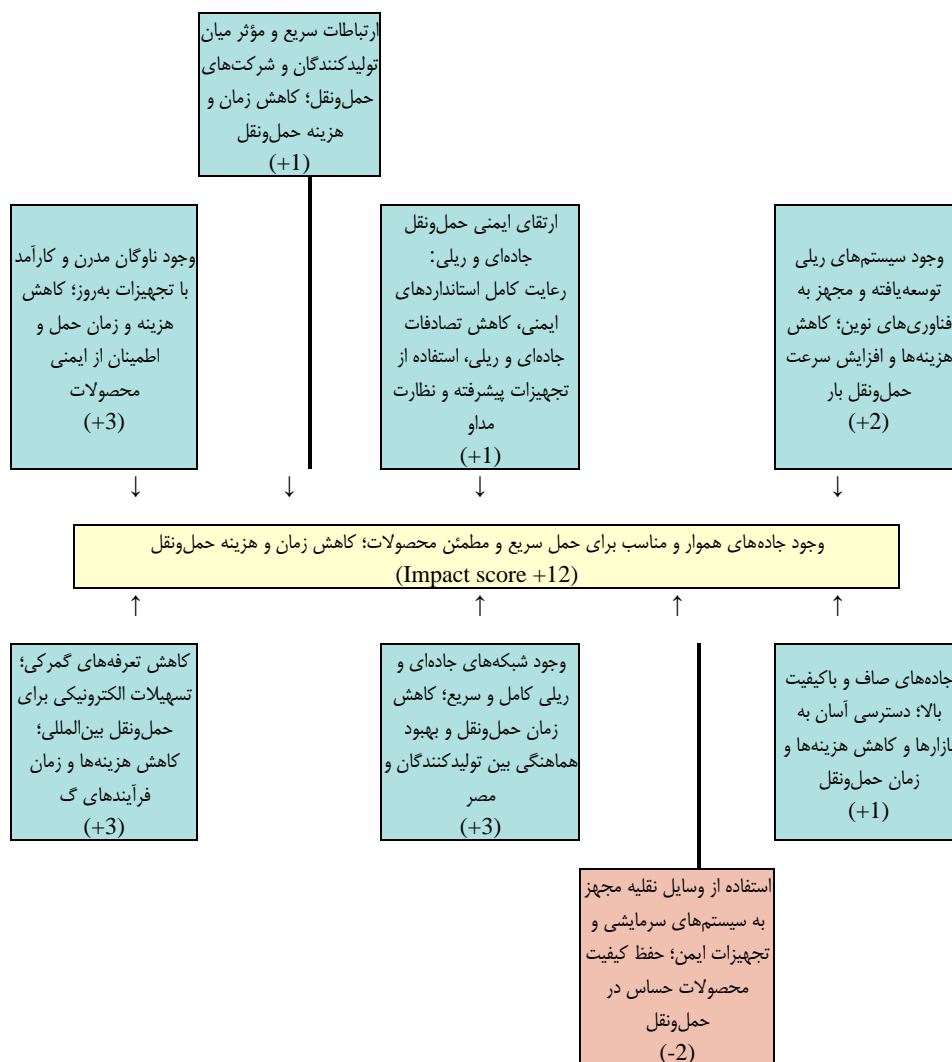 ارتباطات سریع و مؤثر میان
تولیدکنندگان و شرکت‌های
حمل‌ونقل؛ کاهش زمان و
هزینه حمل‌ونقل
(+1)
وجود سیستم‌های ریلی
توسعه‌یافته و مجهز به
فناوری‌های نوین؛ کاهش
هزینه‌ها و افزایش سرعت
حمل‌ونقل بار
(+2)
ارتقای ایمنی حمل‌ونقل
جاده‌ای و ریلی:
رعایت کامل استانداردهای
ایمنی، کاهش تصادفات
جاده‌ای و ریلی، استفاده از
تجهیزات پیشرفته و نظارت
مداو
(+1)
وجود ناوگان مدرن و کارآمد
با تجهیزات به‌روز؛ کاهش
هزینه و زمان حمل و
اطمینان از ایمنی
محصولات
(+3)
↓ ↓ ↓ ↓
وجود جاده‌های هموار و مناسب برای حمل سریع و مطمئن محصولات؛ کاهش زمان و هزینه حمل‌ونقل
(Impact score +12)
↑ ↑ ↑ ↑
جاده‌های صاف و باکیفیت
بالا؛ دسترسی آسان به
بازارها و کاهش هزینه‌ها و
زمان حمل‌ونقل
(+1)
وجود شبکه‌های جاده‌ای و
ریلی کامل و سریع؛ کاهش
زمان حمل‌ونقل و بهبود
هماهنگی بین تولیدکنندگان و
مصر
(+3)
کاهش تعرفه‌های گمرکی؛
تسهیلات الکترونیکی برای
حمل‌ونقل بین‌المللی؛
کاهش هزینه‌ها و زمان
فرآیندهای گ
(+3)
استفاده از وسایل نقلیه مجهز
به سیستم‌های سرمایشی و
تجهیزات ایمن؛ حفظ کیفیت
محصولات حساس در
حمل‌ونقل
(-2)